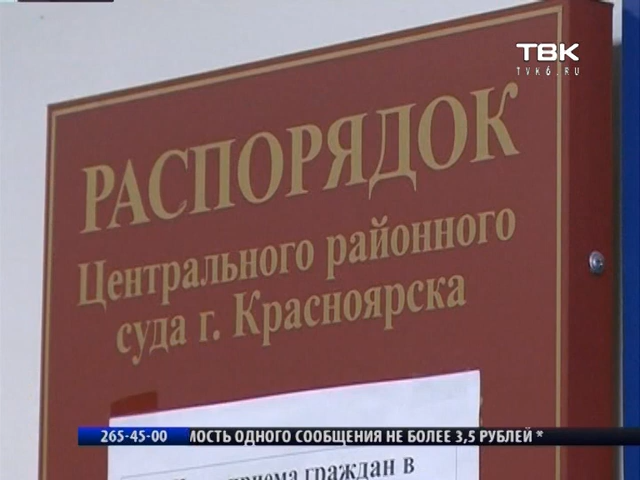 ТВК
TVK6.RU
РАСПОРЯДОК
Центрального районного
суда г. Красноярска
265-45-00 МОСТЬ ОДНОГО СООБЩЕНИЯ НЕ БОЛЕЕ 3,5 РУБЛЕЙ *
приема граждан в